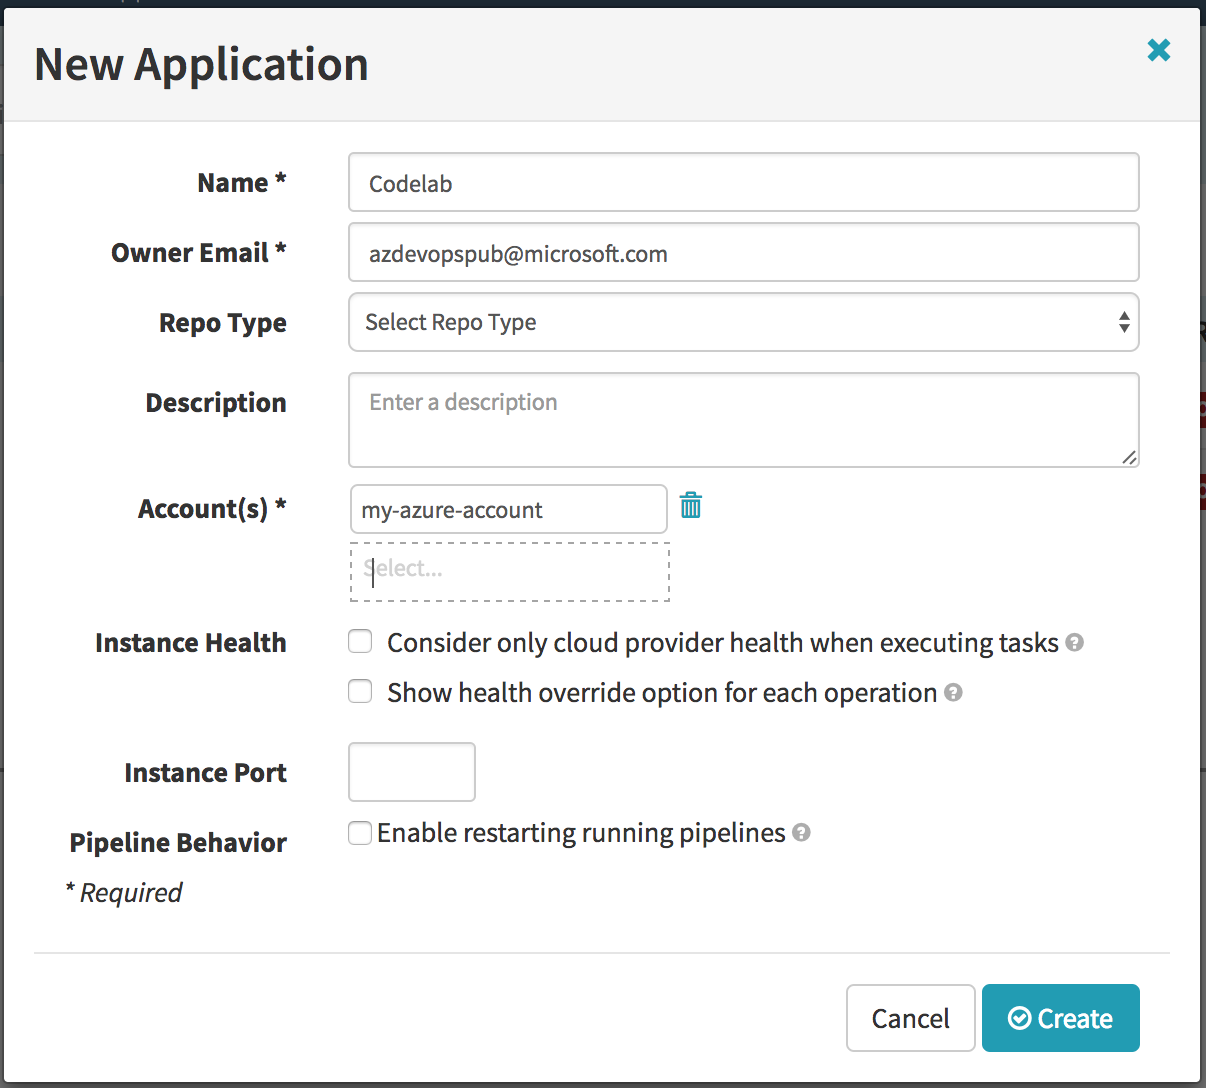 New Application
Name * Codelab
Owner Email * azdevopspub@microsoft.com
Repo Type Select Repo Type
Description Enter a description
Account(s) * my-azure-account
Select...
Instance Health Consider only cloud provider health when executing tasks
Show health override option for each operation
Instance Port
Pipeline Behavior Enable restarting running pipelines
* Required
Cancel Create